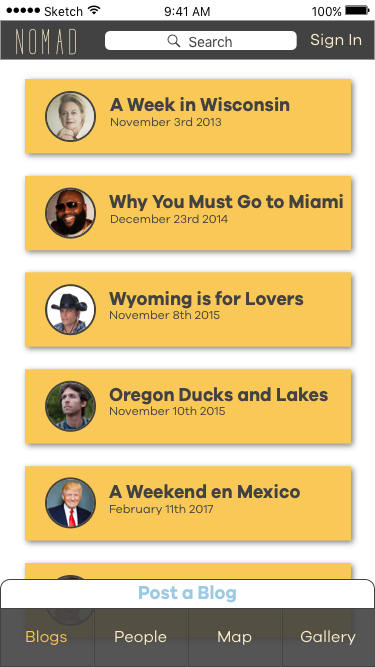 Sketch 9:41 AM 100%
NOMAD Search Sign In
A Week in Wisconsin
November 3rd 2013
Why You Must Go to Miami
December 23rd 2014
Wyoming is for Lovers
November 8th 2015
Oregon Ducks and Lakes
November 10th 2015
A Weekend en Mexico
February 11th 2017
Post a Blog
Blogs People Map Gallery